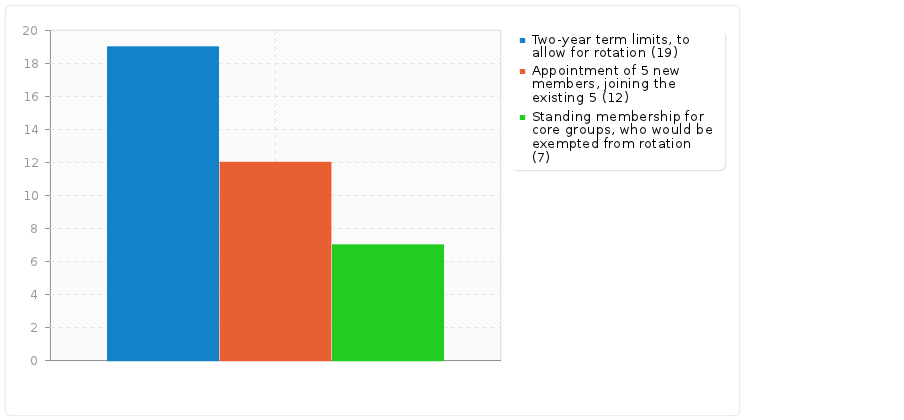 20
18
16
14
12
10
8
6
4
2
0
Two-year term limits, to
allow for rotation (19)
Appointment of 5 new
members, joining the
existing 5 (12)
Standing membership for
core groups, who would be
exempted from rotation
(7)